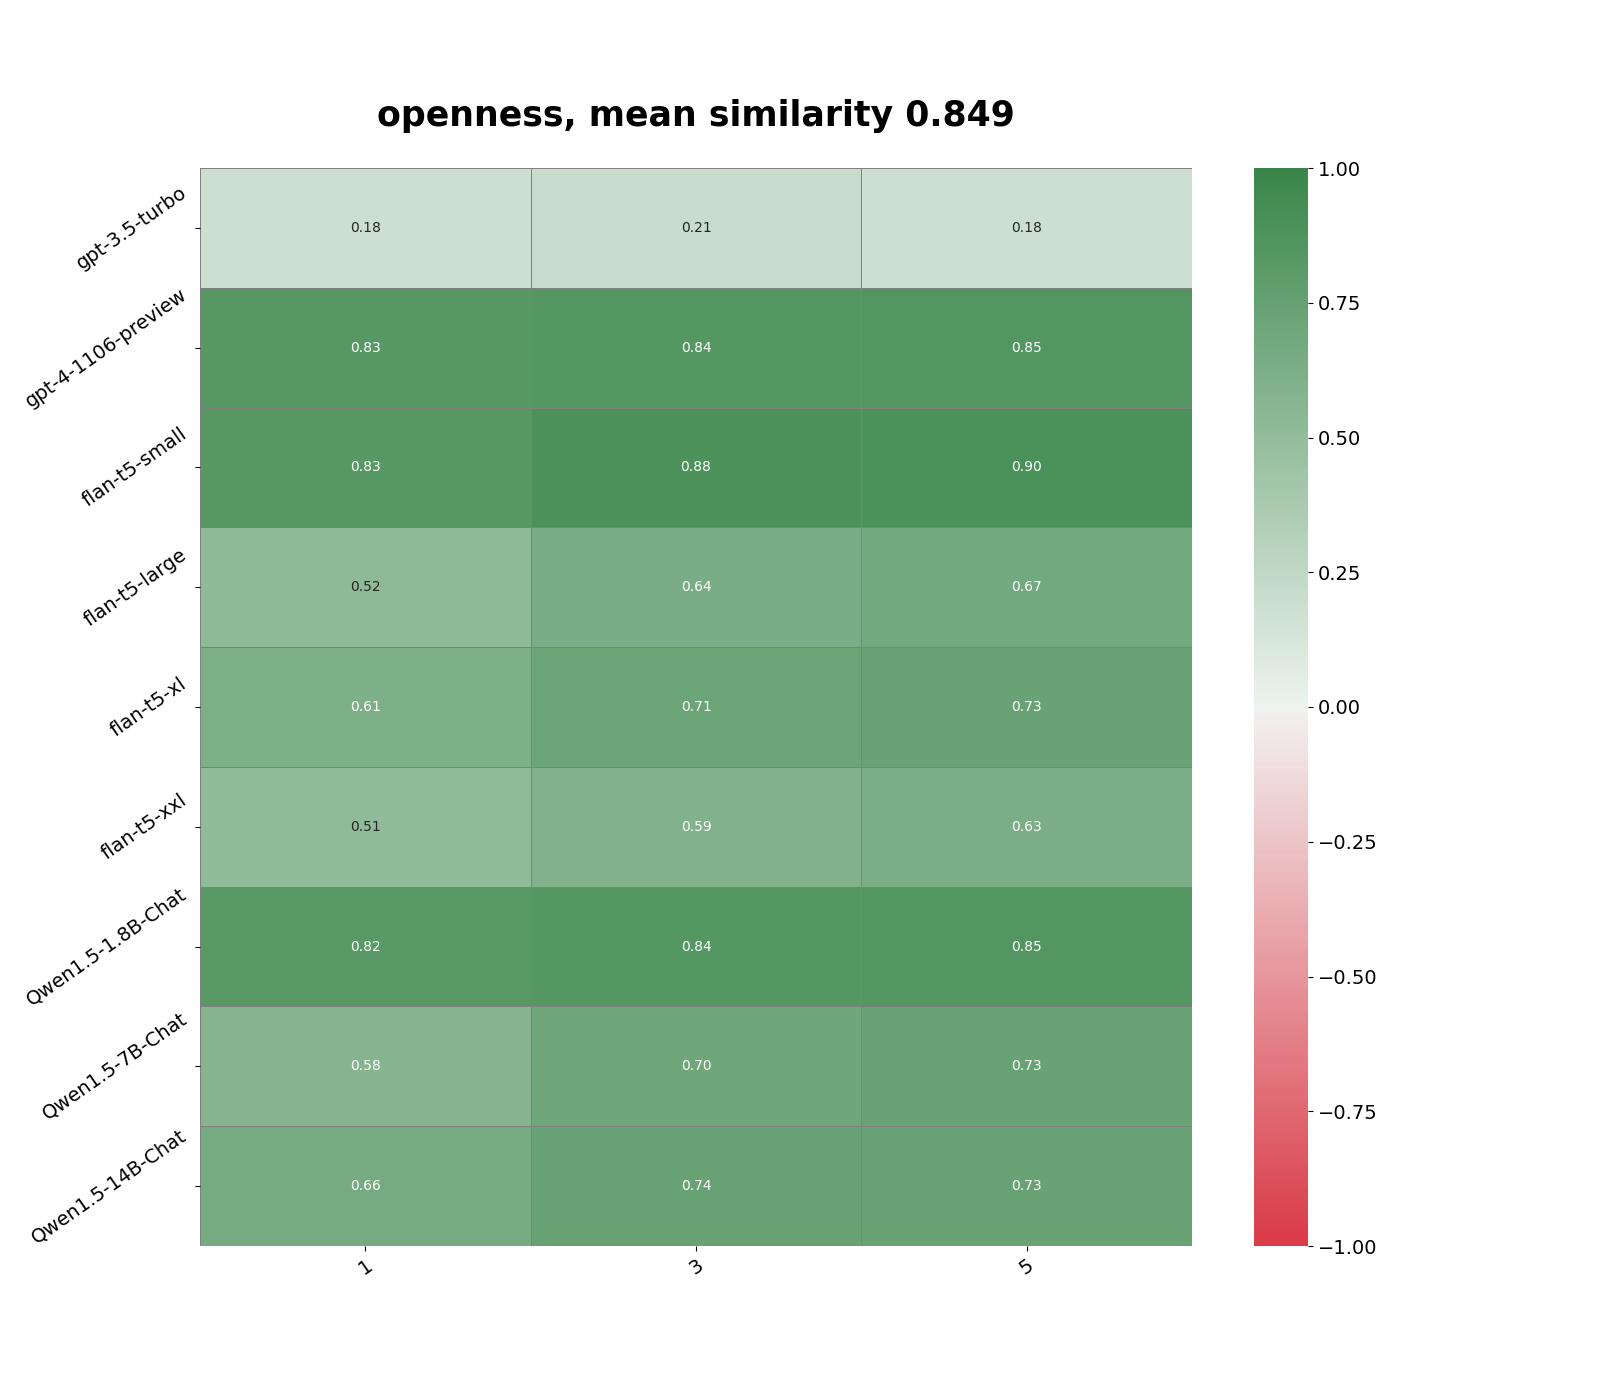 openness, mean similarity 0.849
gpt-3.5-turbo 0.18 0.21 0.18
gpt-4-1106-preview 0.83 0.84 0.85
flan-t5-small 0.83 0.88 0.90
flan-t5-large 0.52 0.64 0.67
flan-t5-xl 0.61 0.71 0.73
flan-t5-xxl 0.51 0.59 0.63
Qwen1.5-1.8B-Chat 0.82 0.84 0.85
Qwen1.5-7B-Chat 0.58 0.70 0.73
Qwen1.5-14B-Chat 0.66 0.74 0.73
1 3 5
1.00
0.75
0.50
0.25
0.00
−0.25
−0.50
−0.75
−1.00